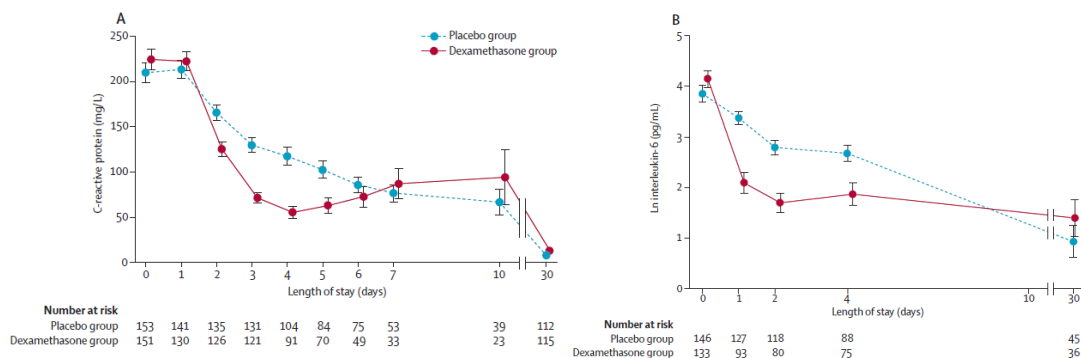 A
Placebo group
Dexamethasone group
C-reactive protein (mg/L)
250
200
150
100
50
0
0 1 2 3 4 5 6 7 10 30
Length of stay (days)
Number at risk
Placebo group 153 141 135 131 104 84 75 53 39 112
Dexamethasone group 151 130 126 121 91 70 49 33 23 115
B
Ln interleukin-6 (pg/mL)
5
4
3
2
1
0
0 1 2 4 10 30
Length of stay (days)
Number at risk
Placebo group 146 127 118 88 45
Dexamethasone group 133 93 80 75 36